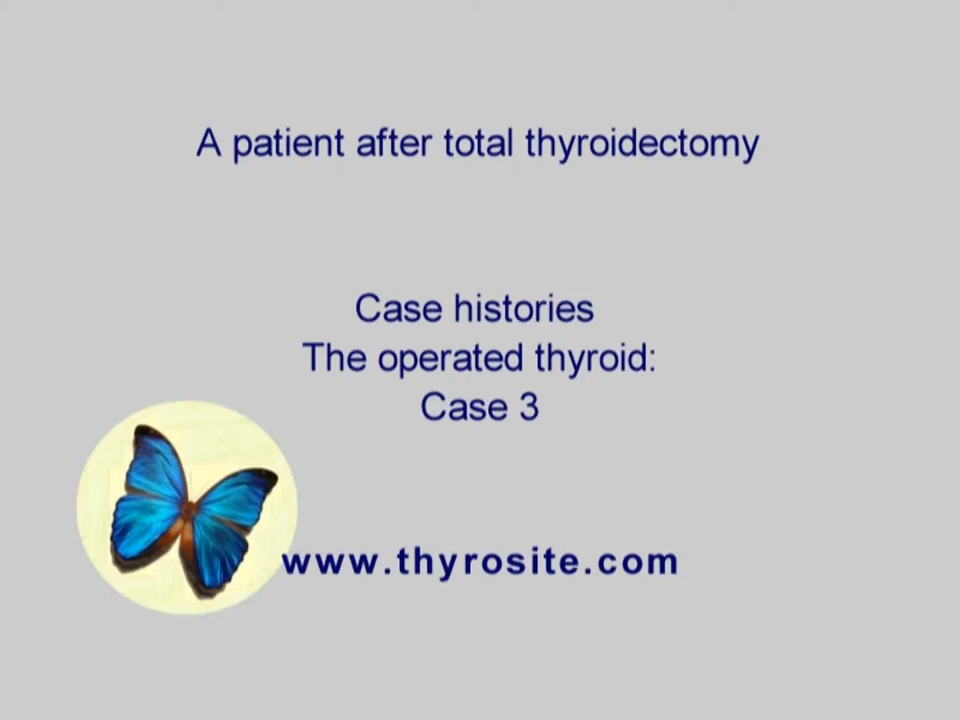 A patient after total thyroidectomy
Case histories
The operated thyroid:
Case 3
www.thyrosite.com